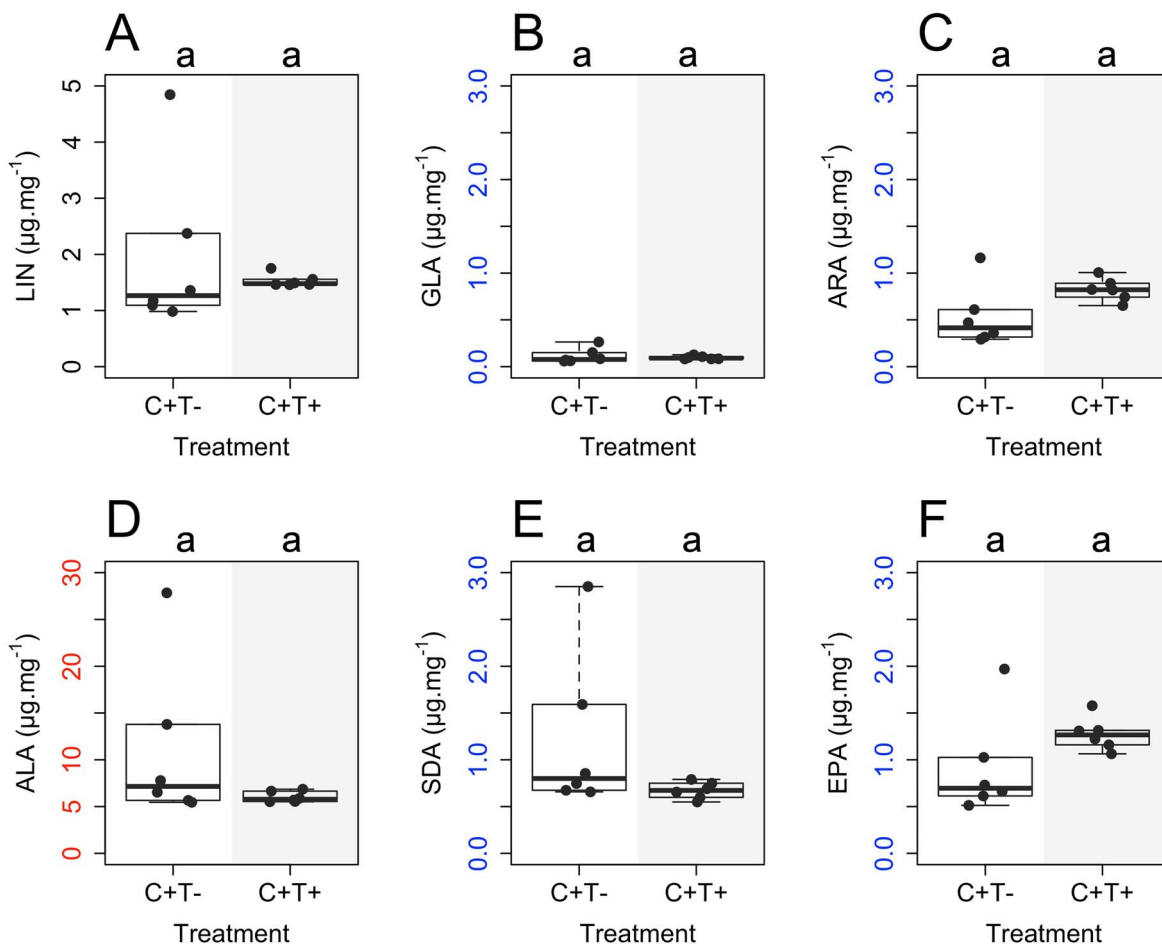 A
a a
LIN (µg.mg-1)
5
4
3
2
1
0
C+T- C+T+
Treatment
B
a a
GLA (µg.mg-1)
3.0
2.0
1.0
0.0
C+T- C+T+
Treatment
C
a a
ARA (µg.mg-1)
3.0
2.0
1.0
0.0
C+T- C+T+
Treatment
D
a a
ALA (µg.mg-1)
30
20
10
5
0
C+T- C+T+
Treatment
E
a a
SDA (µg.mg-1)
3.0
2.0
1.0
0.0
C+T- C+T+
Treatment
F
a a
EPA (µg.mg-1)
3.0
2.0
1.0
0.0
C+T- C+T+
Treatment